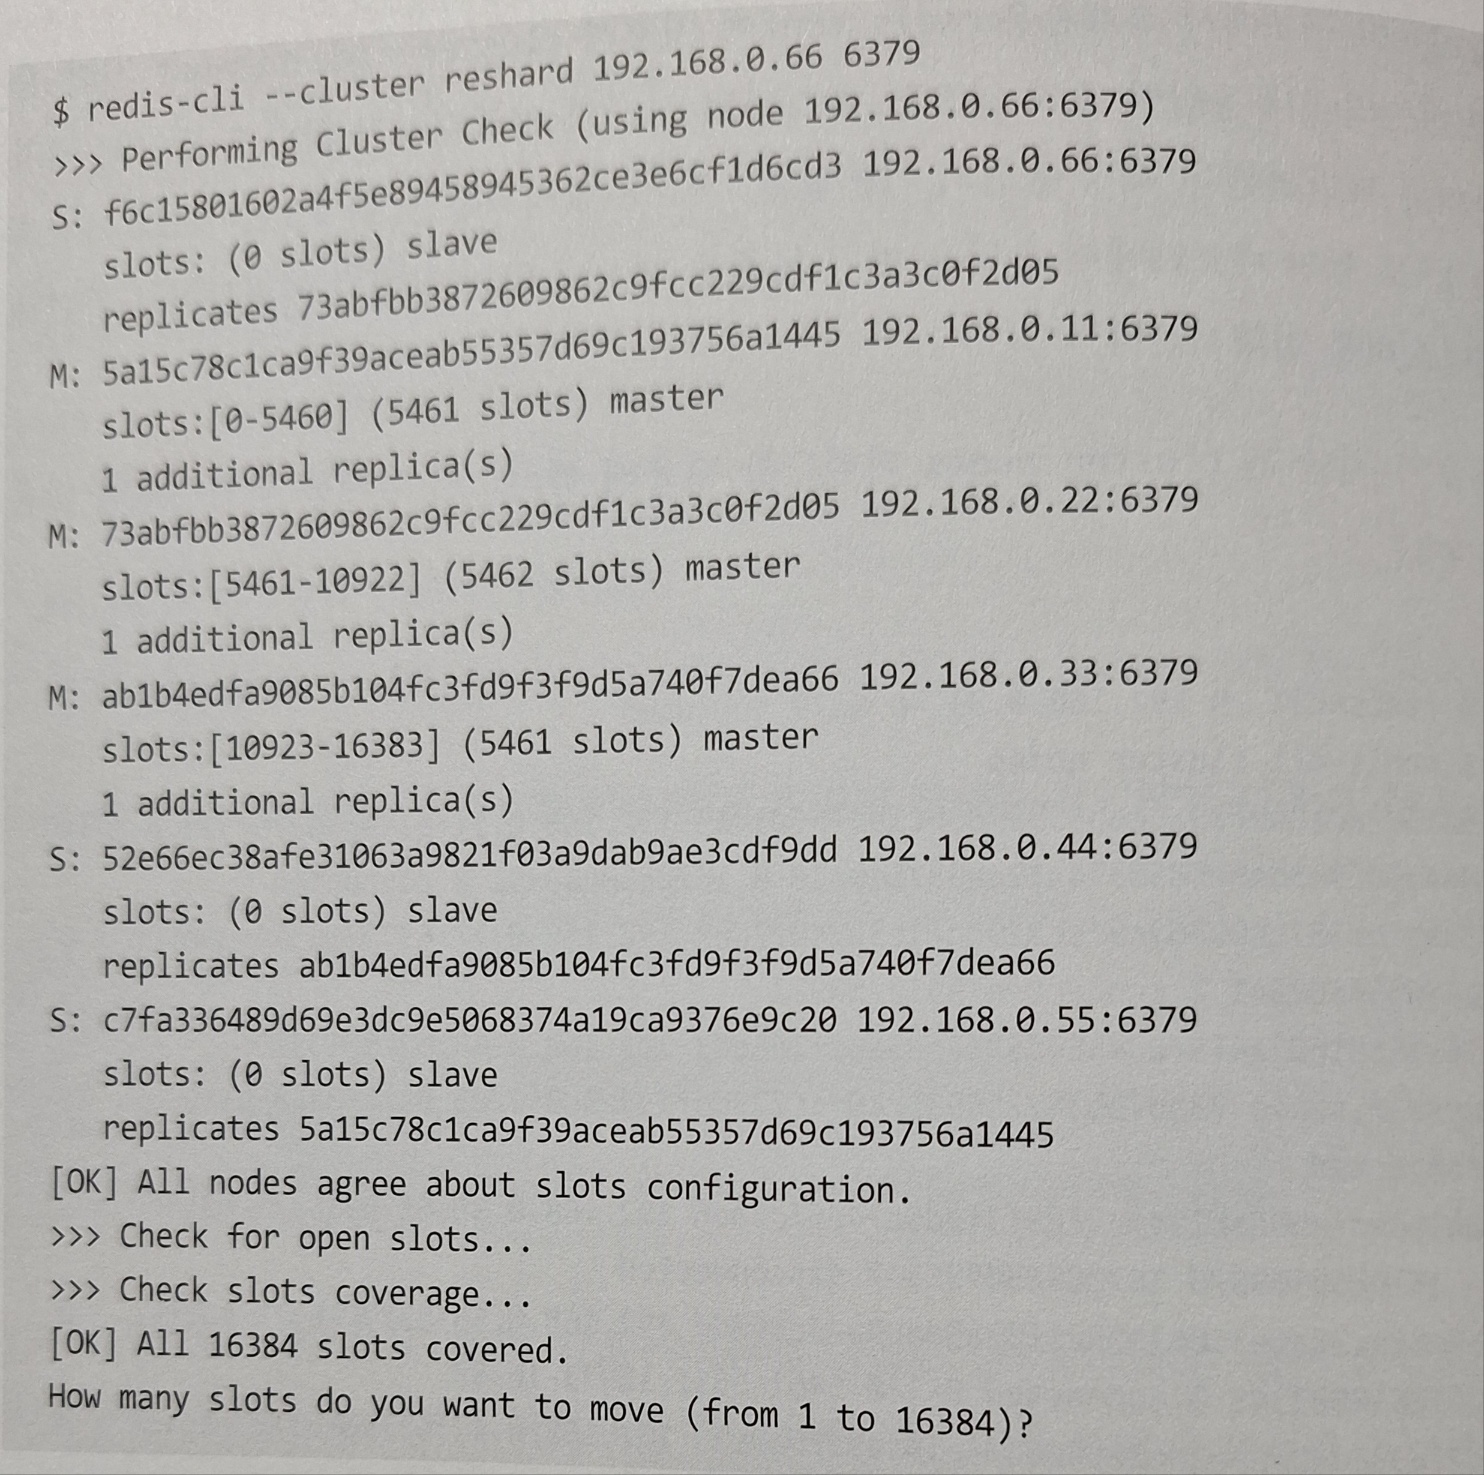 $ redis-cli --cluster reshard 192.168.0.66 6379
>>> Performing Cluster Check (using node 192.168.0.66:6379)
S: f6c15801602a4f5e89458945362ce3e6cf1d6cd3 192.168.0.66:6379
slots: (0 slots) slave
replicates 73abfbb3872609862c9fcc229cdf1c3a3c0f2d05
M: 5a15c78c1ca9f39aceab55357d69c193756a1445 192.168.0.11:6379
slots:[0-5460] (5461 slots) master
1 additional replica(s)
M: 73abfbb3872609862c9fcc229cdf1c3a3c0f2d05 192.168.0.22:6379
slots:[5461-10922] (5462 slots) master
1 additional replica(s)
M: ab1b4edfa9085b104fc3fd9f3f9d5a740f7dea66 192.168.0.33:6379
slots:[10923-16383] (5461 slots) master
1 additional replica(s)
S: 52e66ec38afe31063a9821f03a9dab9ae3cdf9dd 192.168.0.44:6379
slots: (0 slots) slave
replicates ab1b4edfa9085b104fc3fd9f3f9d5a740f7dea66
S: c7fa336489d69e3dc9e5068374a19ca9376e9c20 192.168.0.55:6379
slots: (0 slots) slave
replicates 5a15c78c1ca9f39aceab55357d69c193756a1445
[OK] All nodes agree about slots configuration.
>>> Check for open slots...
>>> Check slots coverage...
[OK] All 16384 slots covered.
How many slots do you want to move (from 1 to 16384)?